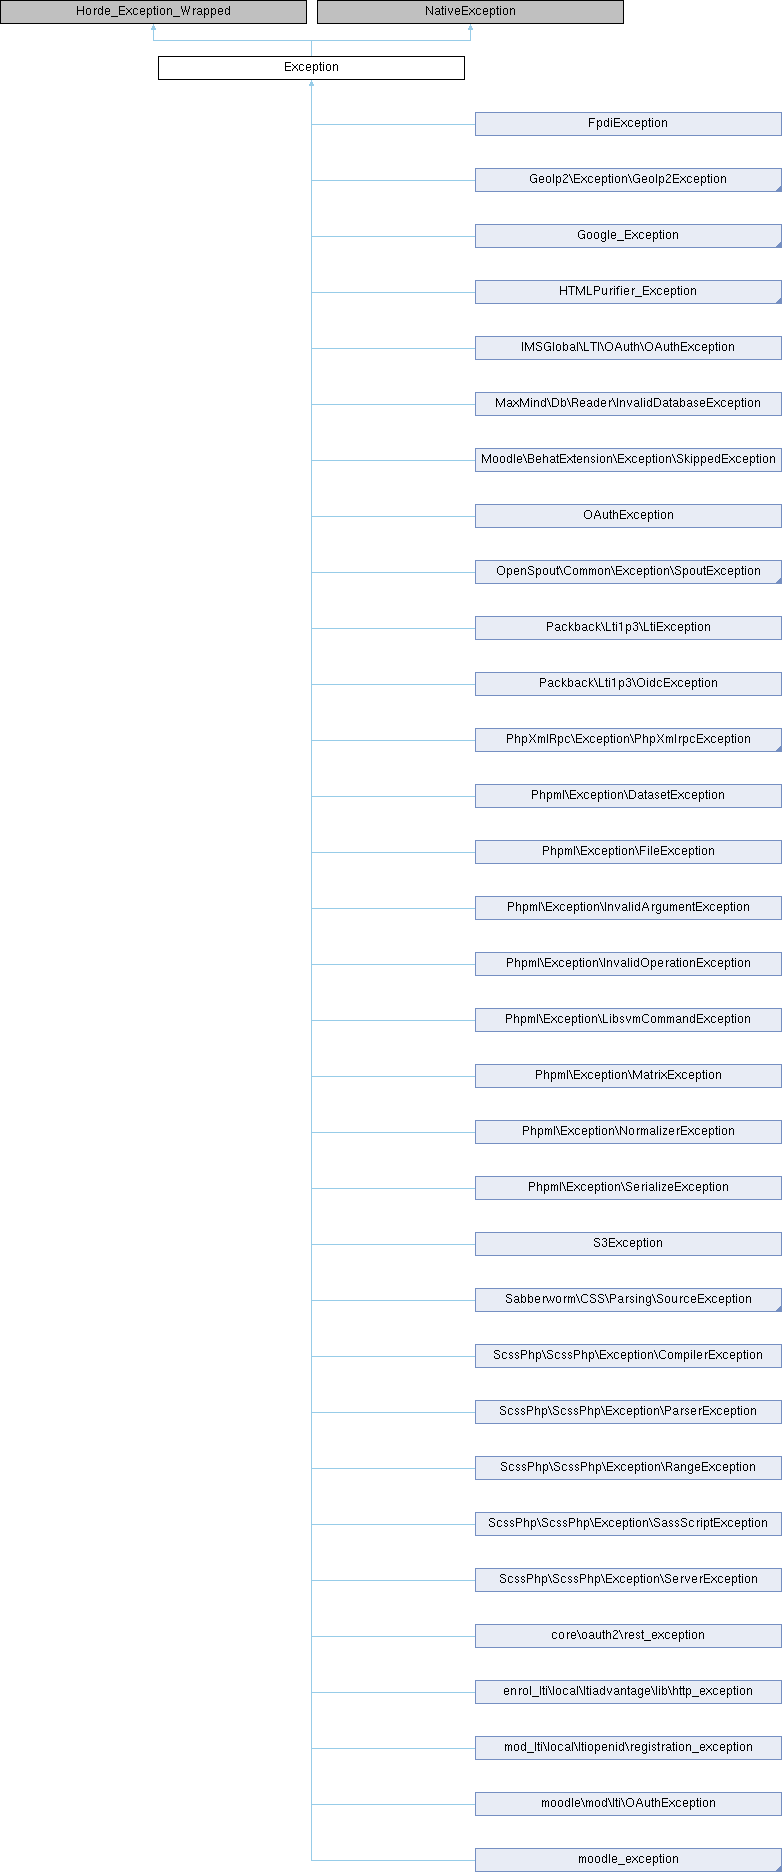 Horde_Exception_Wrapped
NativeException
Exception
FpdiException
GeoIp2\Exception\GeoIp2Exception
Google_Exception
HTMLPurifier_Exception
IMSGlobal\LTI\OAuth\OAuthException
MaxMind\Db\Reader\InvalidDatabaseException
Moodle\BehatExtension\Exception\SkippedException
OAuthException
OpenSpout\Common\Exception\SpoutException
Packback\Lti1p3\LtiException
Packback\Lti1p3\OidcException
PhpXmlRpc\Exception\PhpXmlrpcException
Phpml\Exception\DatasetException
Phpml\Exception\FileException
Phpml\Exception\InvalidArgumentException
Phpml\Exception\InvalidOperationException
Phpml\Exception\LibsvmCommandException
Phpml\Exception\MatrixException
Phpml\Exception\NormalizerException
Phpml\Exception\SerializeException
S3Exception
Sabberworm\CSS\Parsing\SourceException
ScssPhp\ScssPhp\Exception\CompilerException
ScssPhp\ScssPhp\Exception\ParserException
ScssPhp\ScssPhp\Exception\RangeException
ScssPhp\ScssPhp\Exception\SassScriptException
ScssPhp\ScssPhp\Exception\ServerException
core\oauth2\rest_exception
enrol_lti\local\ltiadvantage\lib\http_exception
mod_lti\local\ltiopenid\registration_exception
moodle\mod\lti\OAuthException
moodle_exception